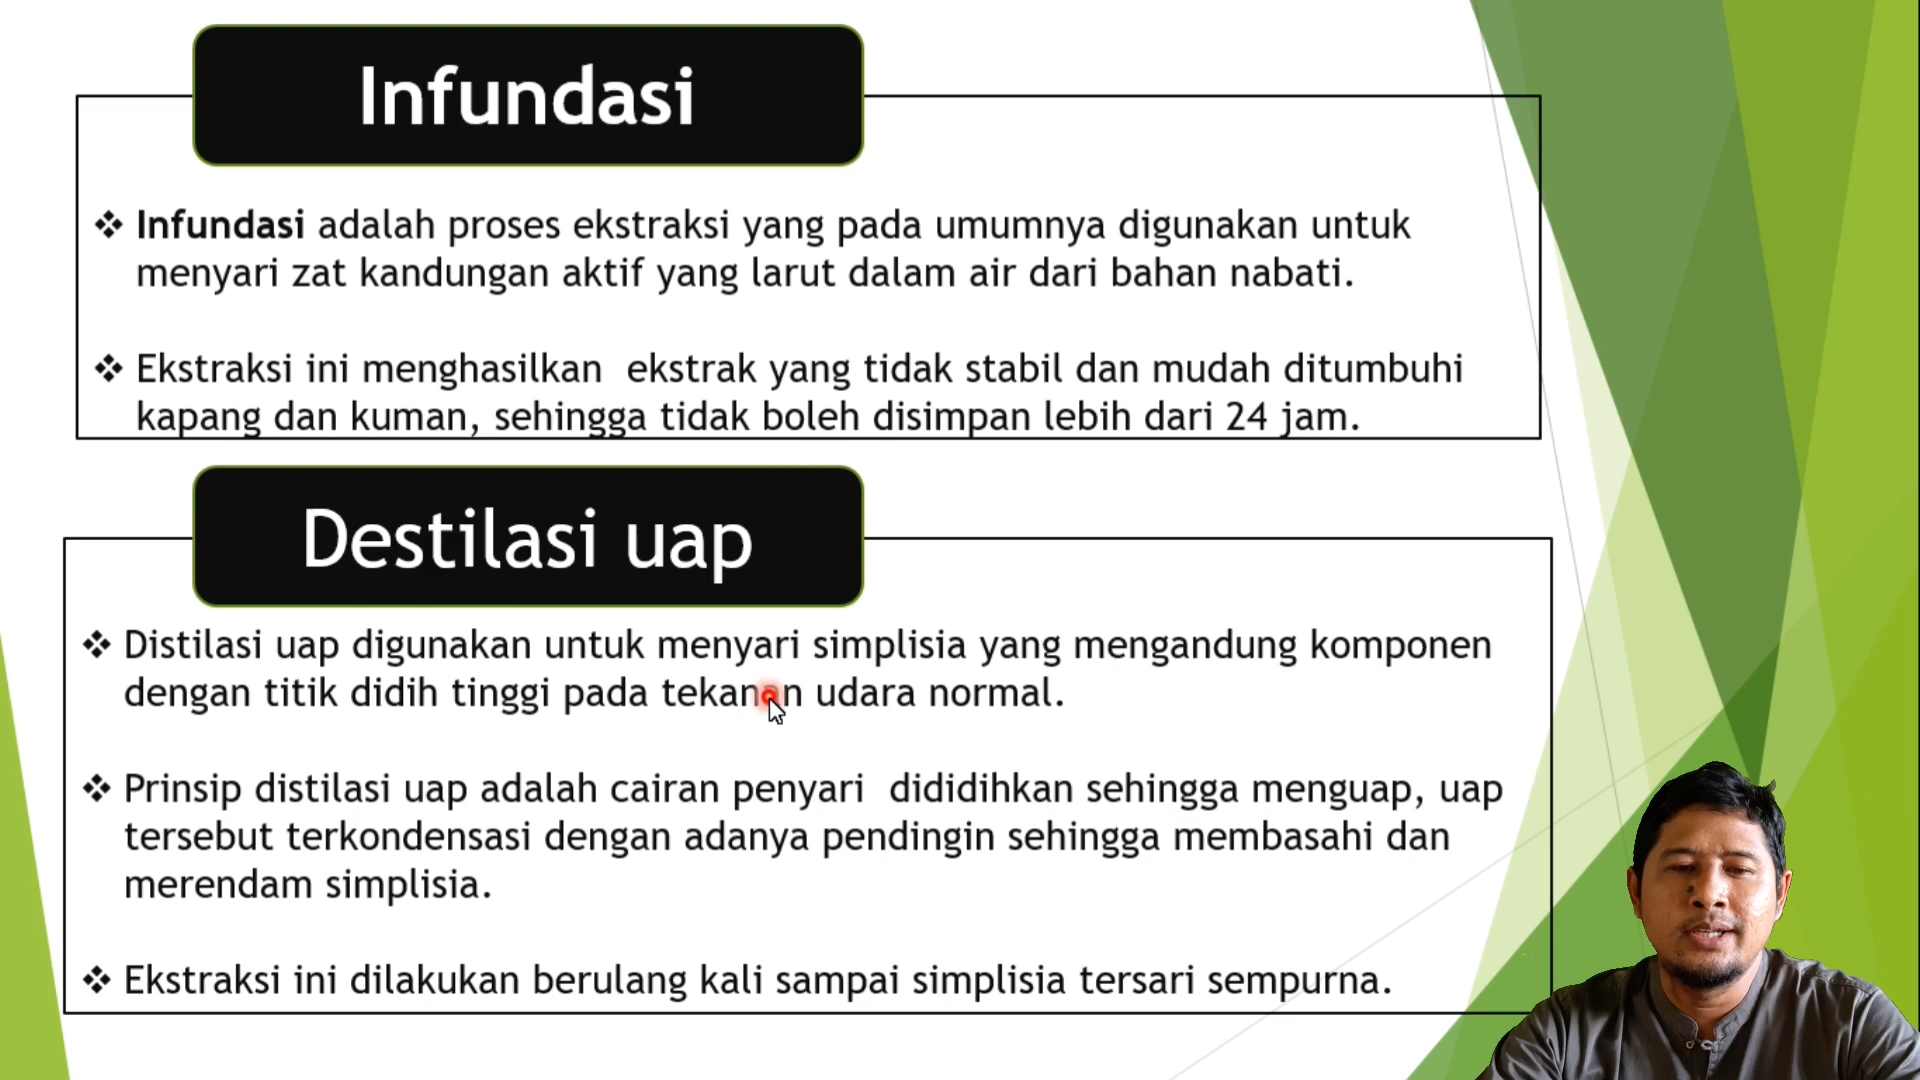 Infundasi
❖ Infundasi adalah proses ekstraksi yang pada umumnya digunakan untuk
menyari zat kandungan aktif yang larut dalam air dari bahan nabati.
❖ Ekstraksi ini menghasilkan  ekstrak yang tidak stabil dan mudah ditumbuhi
kapang dan kuman, sehingga tidak boleh disimpan lebih dari 24 jam.
Destilasi uap
❖ Distilasi uap digunakan untuk menyari simplisia yang mengandung komponen
dengan titik didih tinggi pada tekanan udara normal.
❖ Prinsip distilasi uap adalah cairan penyari  dididihkan sehingga menguap, uap
tersebut terkondensasi dengan adanya pendingin sehingga membasahi dan
merendam simplisia.
❖ Ekstraksi ini dilakukan berulang kali sampai simplisia tersari sempurna.